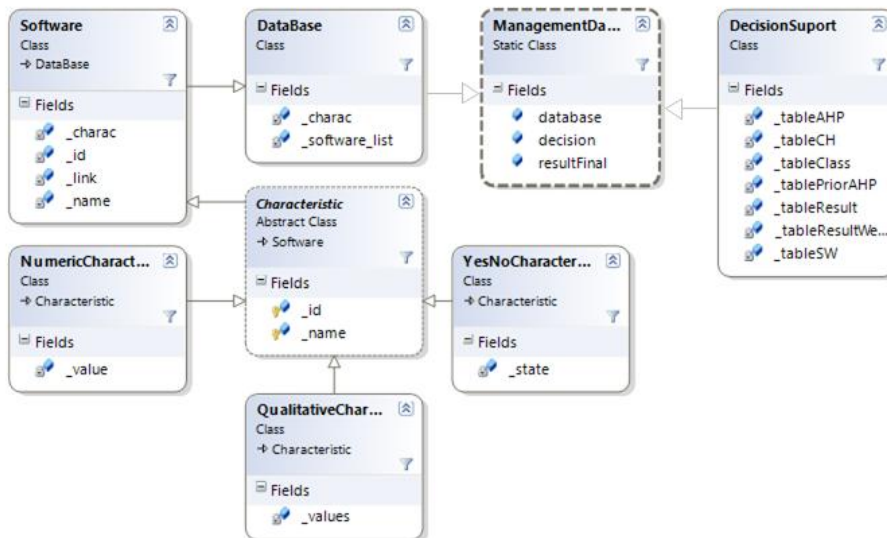 Software
Class
DataBase
Fields
_charac
_id
_link
_name
DataBase
Class
Fields
_charac
_software_list
ManagementDa...
Static Class
Fields
database
decision
resultFinal
DecisionSuport
Class
Fields
_tableAHP
_tableCH
_tableClass
_tablePriorAHP
_tableResult
_tableResultWe...
_tableSW
Characteristic
Abstract Class
Software
Fields
_id
_name
NumericCharact...
Class
Characteristic
Fields
_value
YesNoCharacter...
Class
Characteristic
Fields
_state
QualitativeChar...
Class
Characteristic
Fields
_values